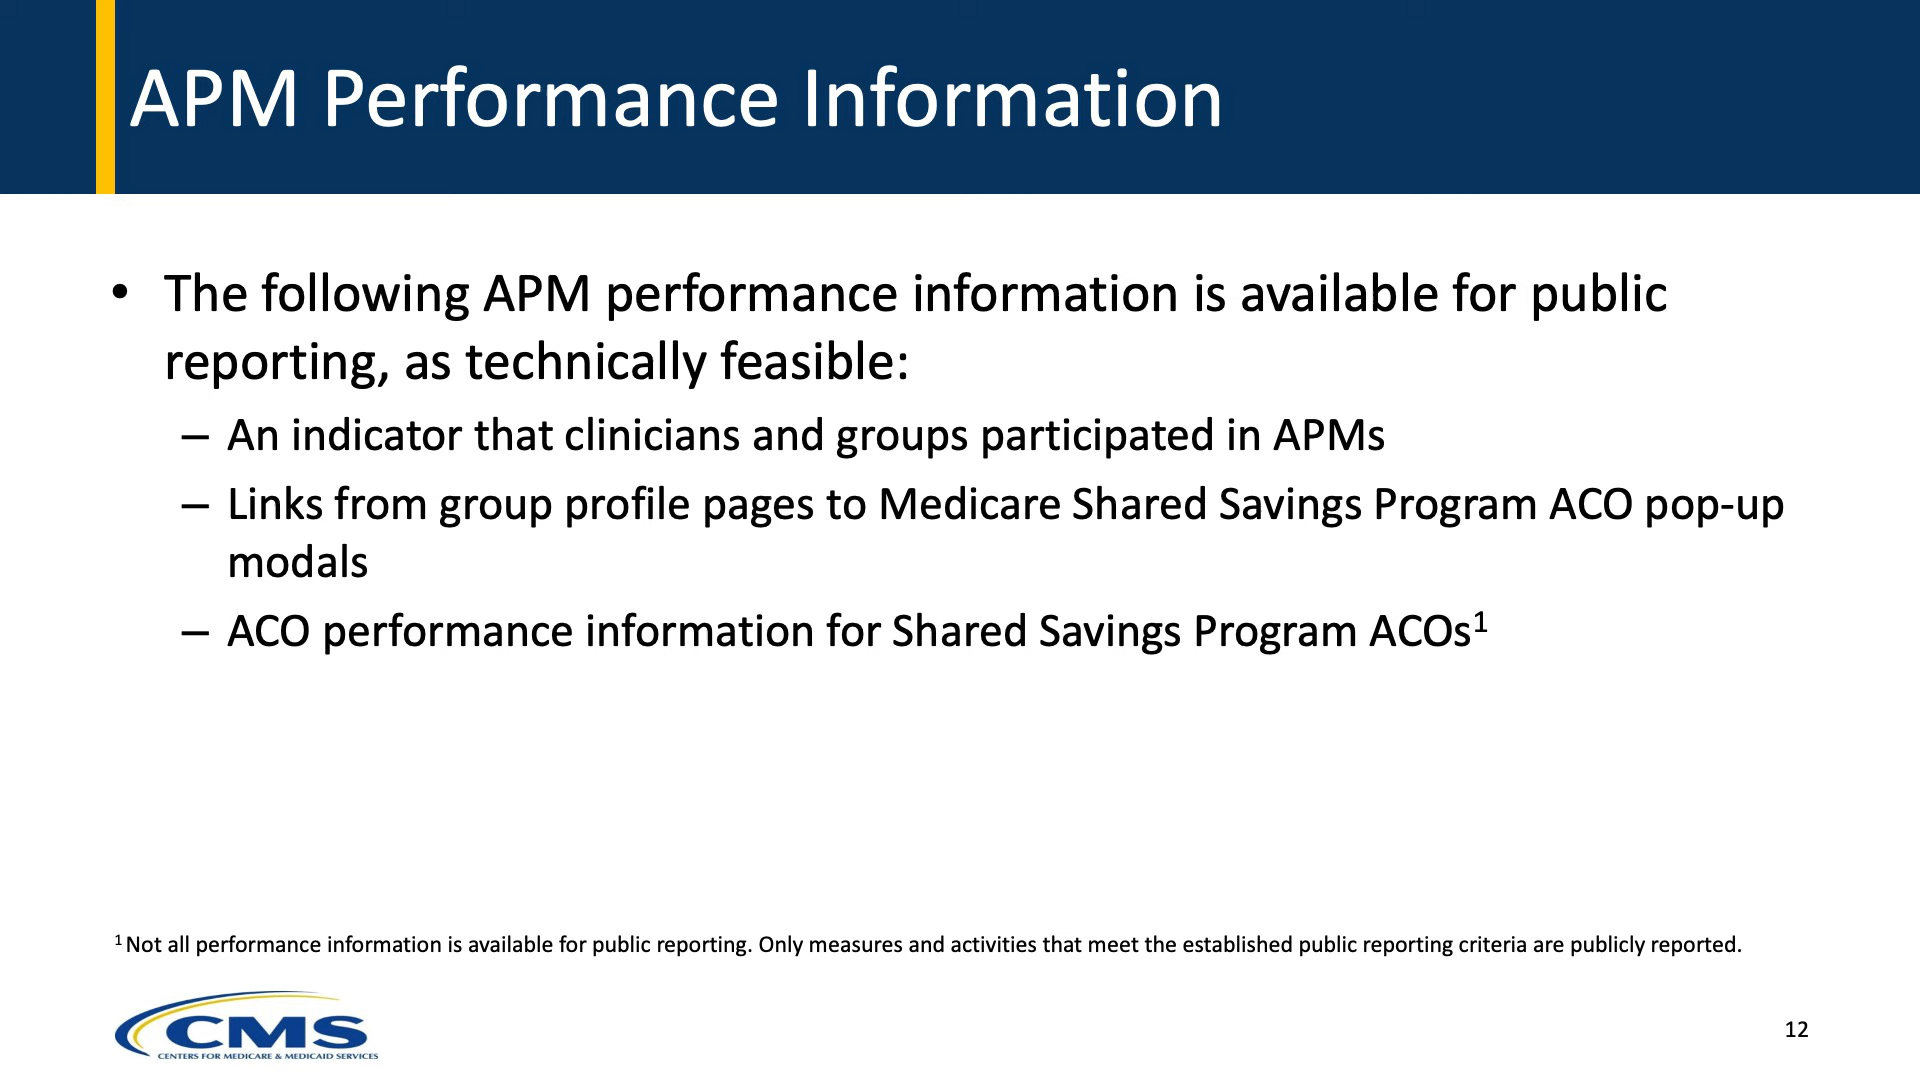 APM Performance Information
• The following APM performance information is available for public
reporting, as technically feasible:
– An indicator that clinicians and groups participated in APMs
– Links from group profile pages to Medicare Shared Savings Program ACO pop-up
modals
– ACO performance information for Shared Savings Program ACOs¹
¹ Not all performance information is available for public reporting. Only measures and activities that meet the established public reporting criteria are publicly reported.
CMS
CENTERS FOR MEDICARE & MEDICAID SERVICES
12